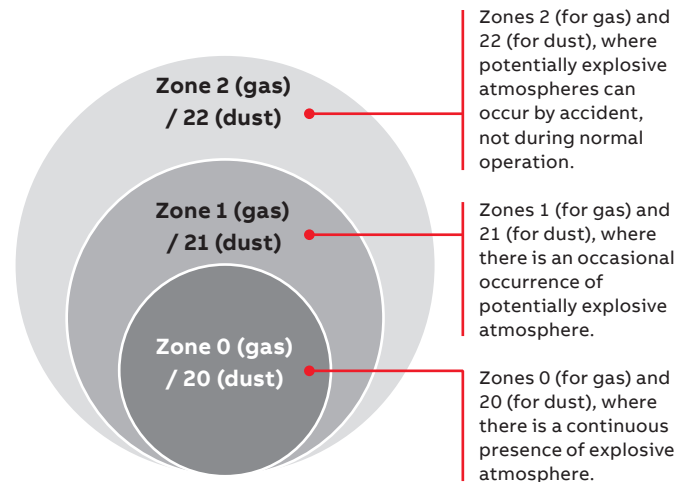 Zone 2 (gas)
/ 22 (dust)
Zones 2 (for gas) and
22 (for dust), where
potentially explosive
atmospheres can
occur by accident,
not during normal
operation.
Zone 1 (gas)
/ 21 (dust)
Zones 1 (for gas) and
21 (for dust), where
there is an occasional
occurrence of
potentially explosive
atmosphere.
Zone 0 (gas)
/ 20 (dust)
Zones 0 (for gas) and
20 (for dust), where
there is a continuous
presence of explosive
atmosphere.